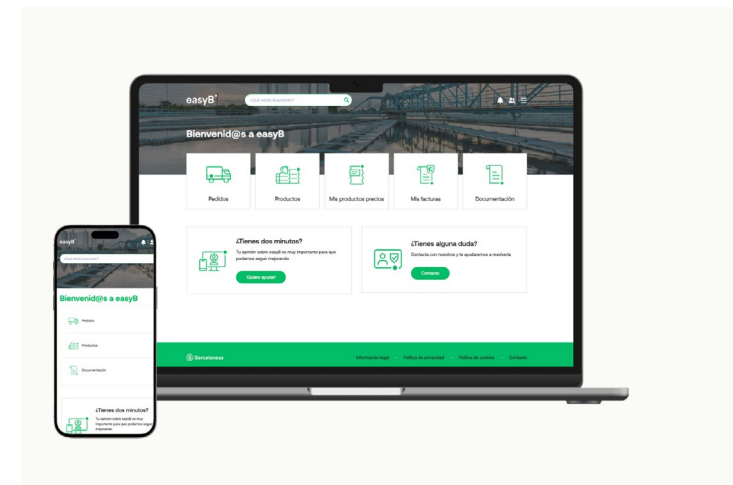 easyB
¿Qué estás buscando?
Bienvenid@s a easyB
Pedidos
Productos
Mis productos precios
Mis facturas
Documentación
¿Tienes dos minutos?
Tu opinión sobre easyB es muy importante para que
podamos seguir mejorando
¡Quiero ayudar!
¿Tienes alguna duda?
Contacta con nosotros y te ayudaremos a resolverla
Contacto
Barcelonesa
Información legal
Política de privacidad
Política de cookies
Contacto
easyB
Bienvenid@s a easyB
Pedidos
Productos
Documentación
¿Tienes dos minutos?
Tu opinión sobre easyB es muy
importante para que podamos seguir
mejorando